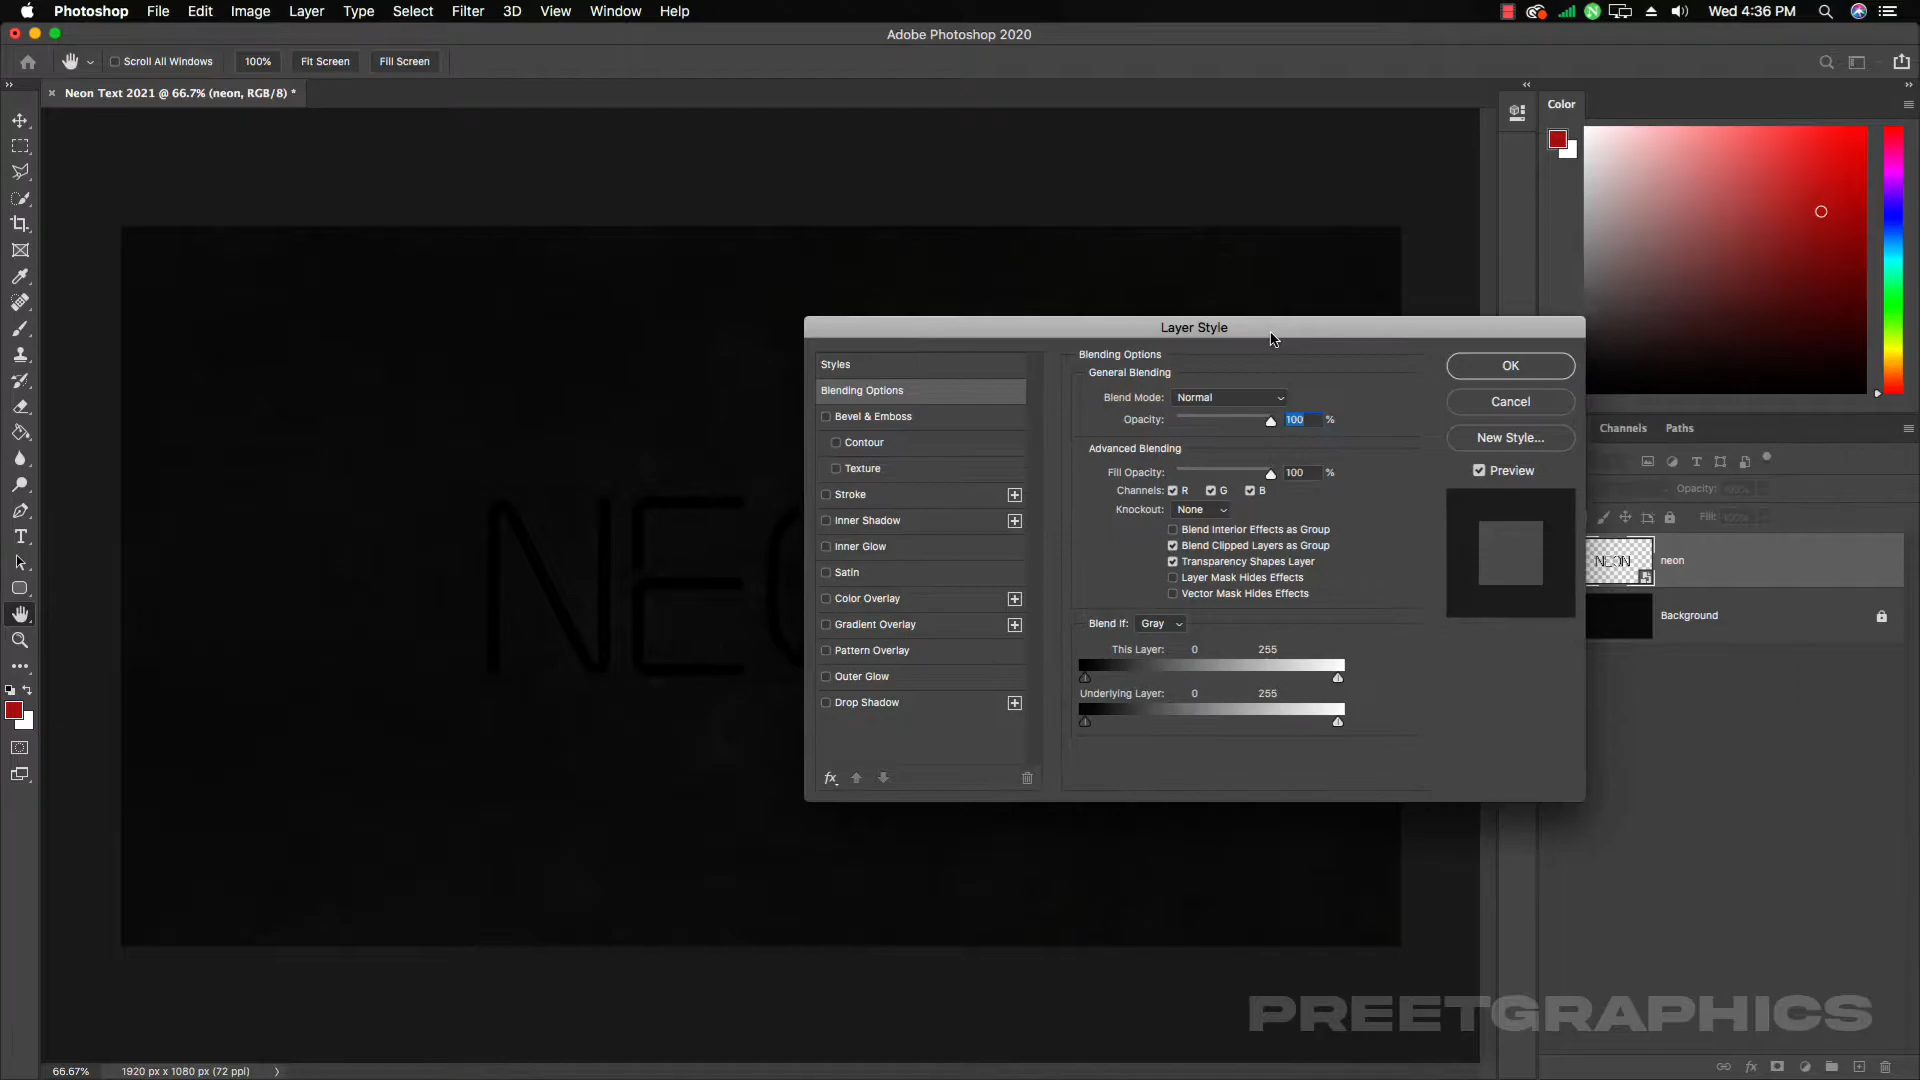 Photoshop File Edit Image Layer Type Select Filter 3D View Window Help
Wed 4:36 PM
Adobe Photoshop 2020
Scroll All Windows 100% Fit Screen Fill Screen
Neon Text 2021 @ 66.7% (neon, RGB/8) *
Color
Layer Style
Styles
Blending Options
Bevel & Emboss
Contour
Texture
Stroke
Inner Shadow
Inner Glow
Satin
Color Overlay
Gradient Overlay
Pattern Overlay
Outer Glow
Drop Shadow
fx
Blending Options
General Blending
Blend Mode: Normal
Opacity: 100 %
Advanced Blending
Fill Opacity: 100 %
Channels: R G B
Knockout: None
Blend Interior Effects as Group
Blend Clipped Layers as Group
Transparency Shapes Layer
Layer Mask Hides Effects
Vector Mask Hides Effects
Blend If: Gray
This Layer: 0 255
Underlying Layer: 0 255
OK
Cancel
New Style...
Preview
Channels Paths
Opacity: 100%
Fill: 100%
NEON
neon
Background
NEO
PREETGRAPHICS
66.67% 1920 px x 1080 px (72 ppi)
fx